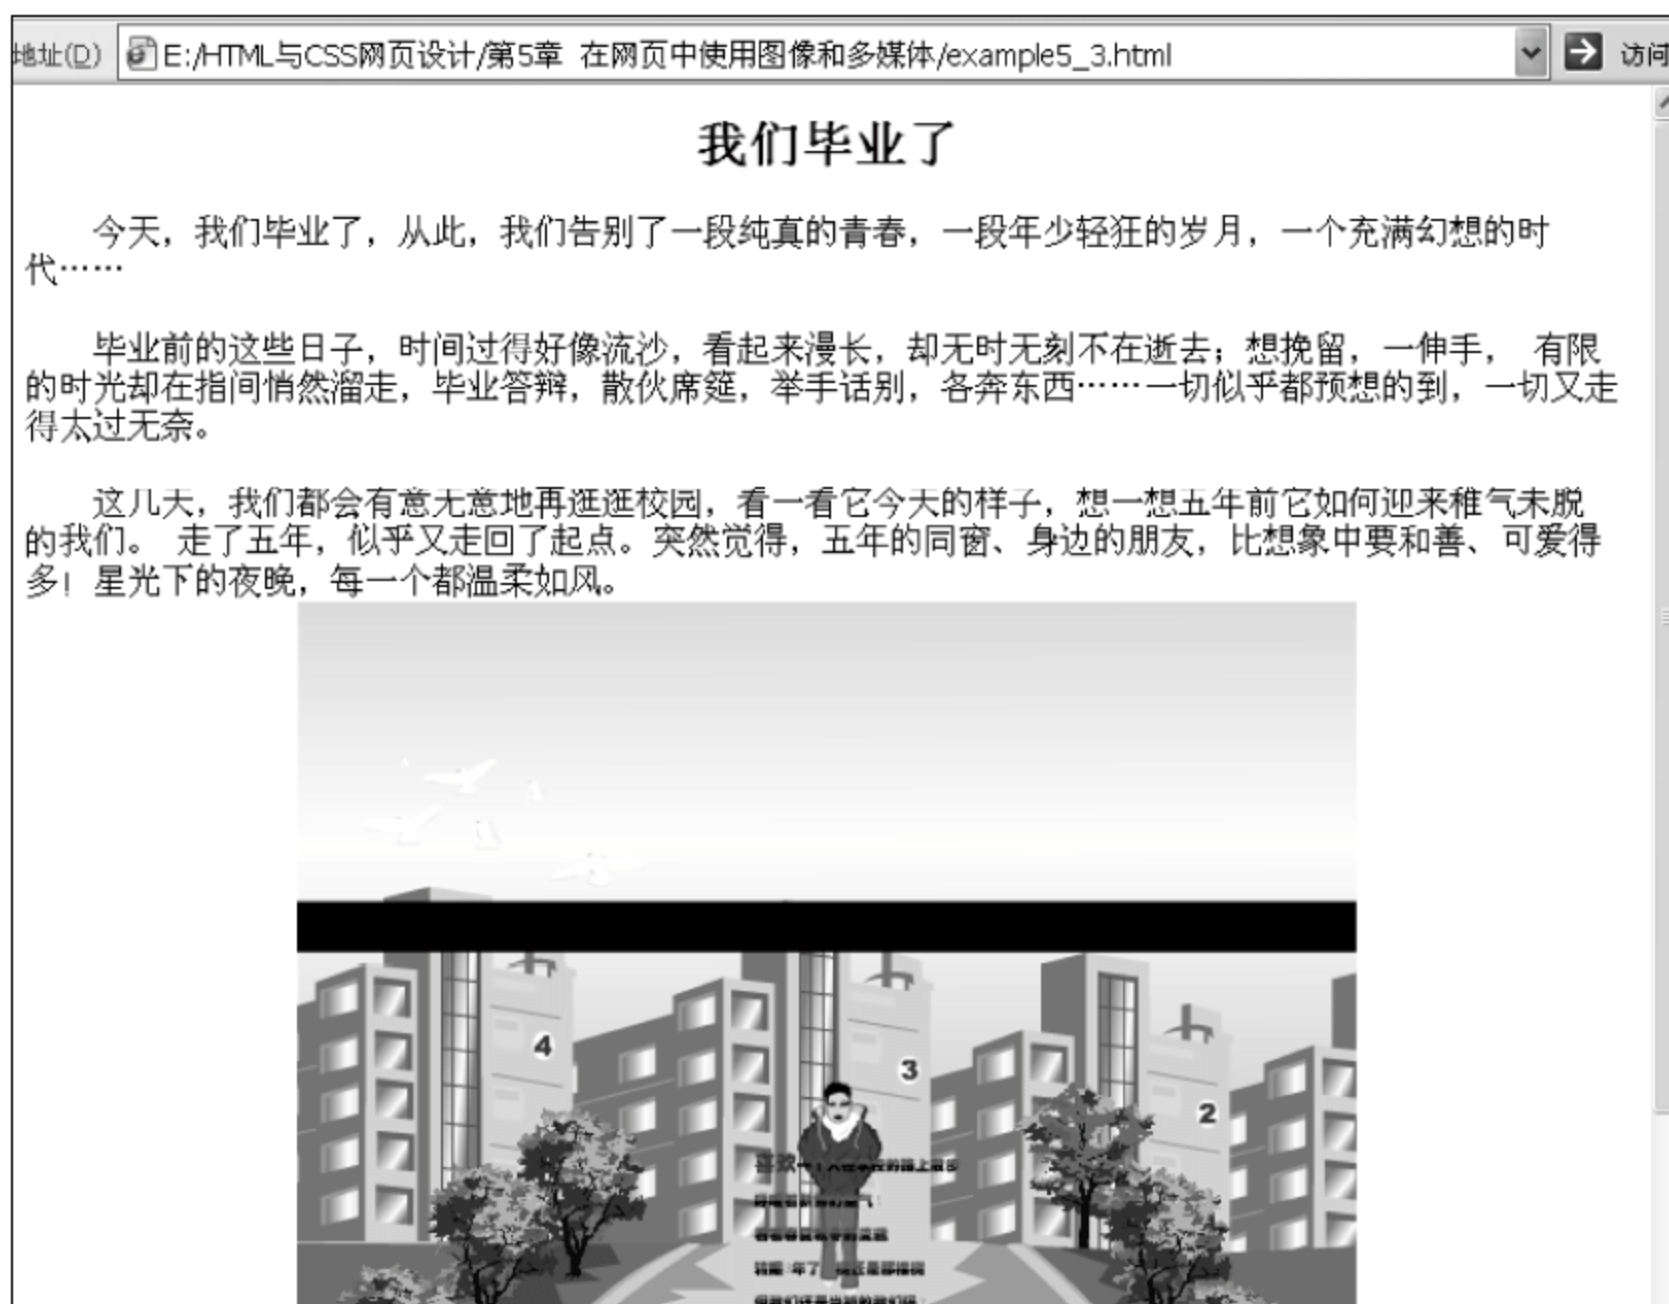 地址(D) E:/HTML与CSS网页设计/第5章 在网页中使用图像和多媒体/example5_3.html 访问
我们毕业了
今天，我们毕业了，从此，我们告别了一段纯真的青春，一段年少轻狂的岁月，一个充满幻想的时
代……
毕业前的这些日子，时间过得好像流沙，看起来漫长，却无时无刻不在逝去；想挽留，一伸手， 有限
的时光却在指间悄然溜走，毕业答辩，散伙席筵，举手话别，各奔东西……一切似乎都预想的到，一切又走
得太过无奈。
这几天，我们都会有意无意地再逛逛校园，看一看它今天的样子，想一想五年前它如何迎来稚气未脱
的我们。 走了五年，似乎又走回了起点。突然觉得，五年的同窗、身边的朋友，比想象中要和善、可爱得
多！星光下的夜晚，每一个都温柔如风。
4
3
2
喜欢一个人在学校的路上散步